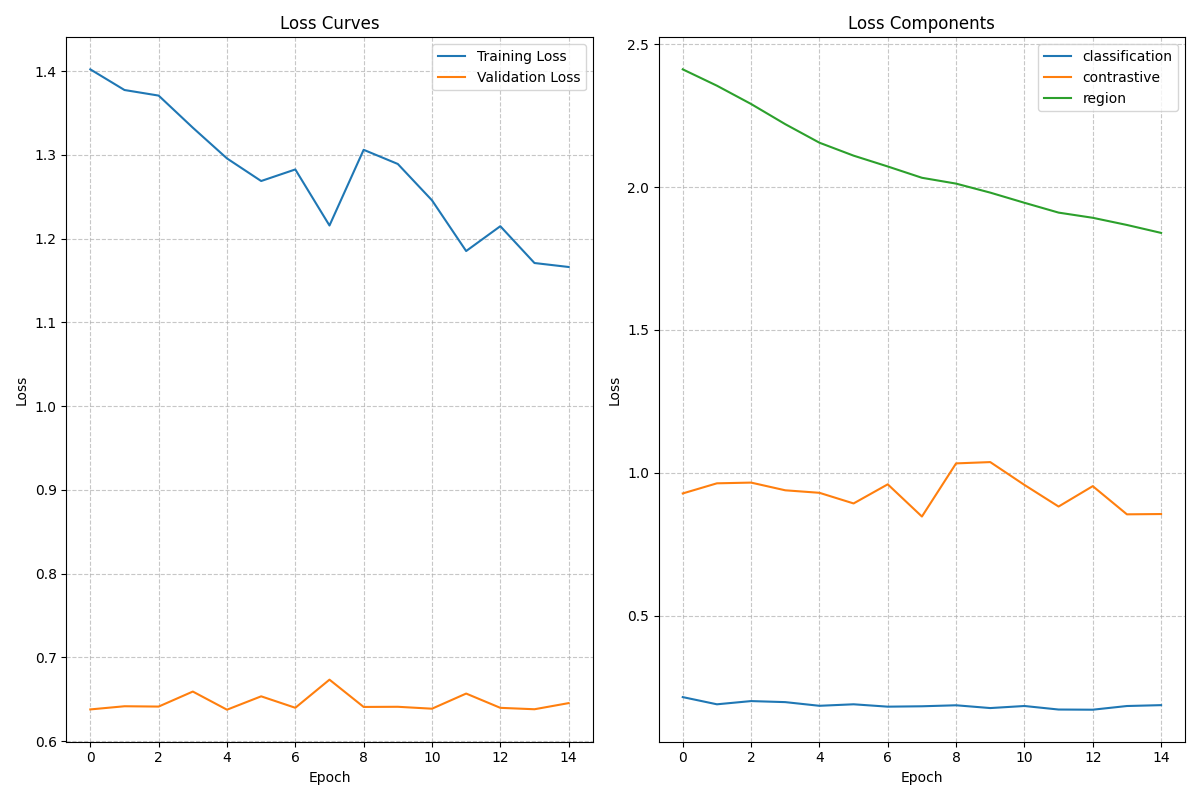 Loss Curves
1.4
1.3
1.2
1.1
1.0
0.9
0.8
0.7
0.6
Loss
0 2 4 6 8 10 12 14
Epoch
Training Loss
Validation Loss
Loss Components
2.5
2.0
1.5
1.0
0.5
Loss
0 2 4 6 8 10 12 14
Epoch
classification
contrastive
region